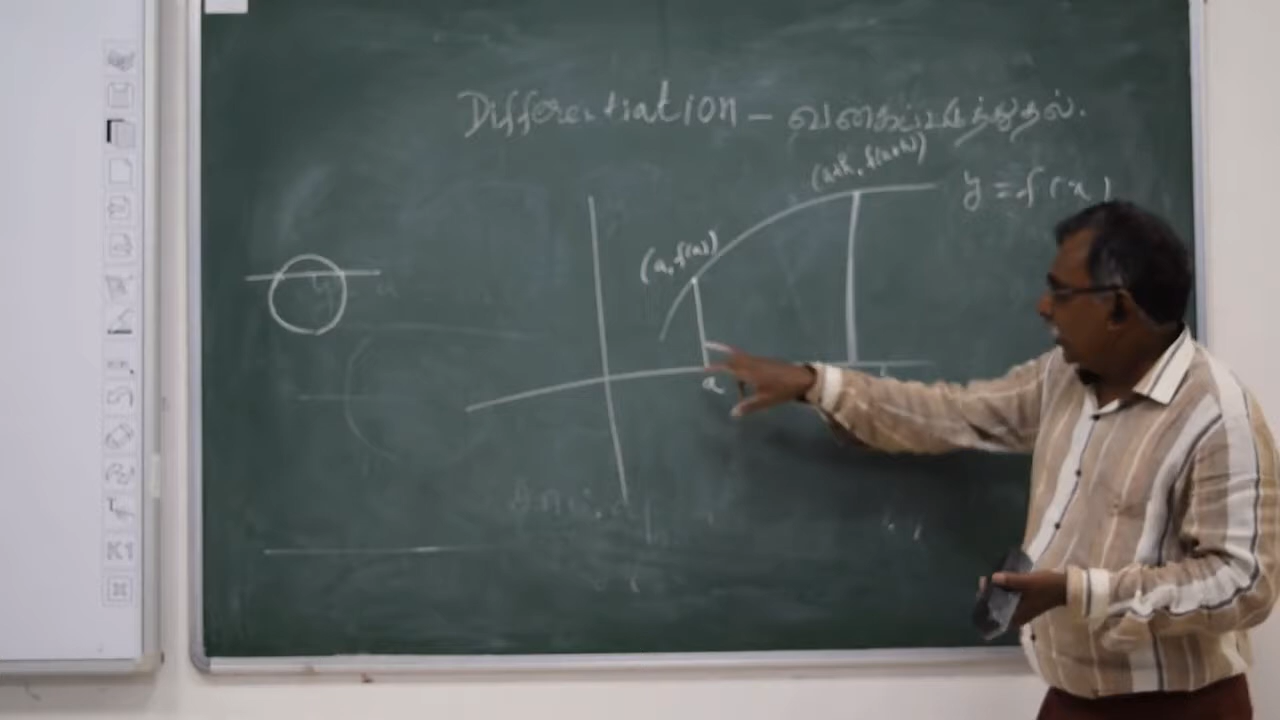 Differentiation – வகைப்படுத்துதல்.
(a+h, f(a+h))
y = f(x)
(a, f(a))
a